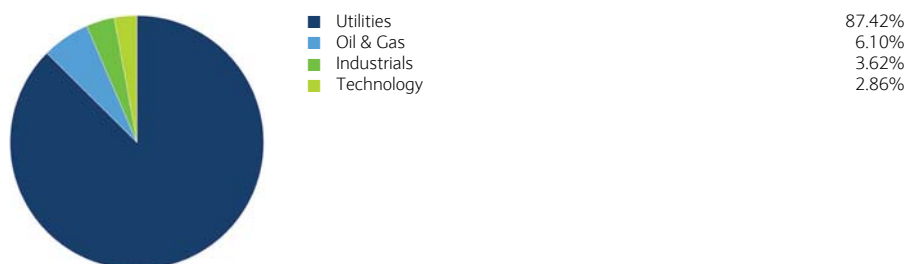 Utilities 87.42%
Oil & Gas 6.10%
Industrials 3.62%
Technology 2.86%